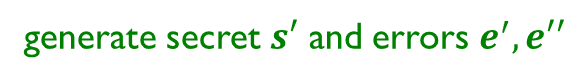 generate secret s′ and errors e′, e′′